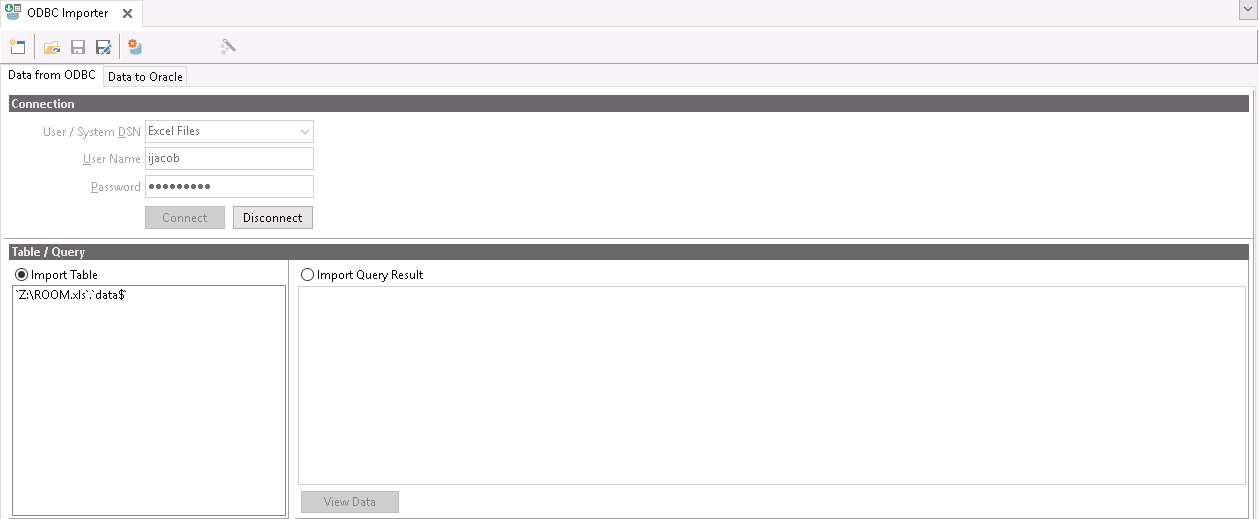 ODBC Importer
Data from ODBC
Data to Oracle
Connection
User / System DSN
Excel Files
User Name
ijacob
Password
●●●●●●●●●
Connect
Disconnect
Table / Query
Import Table
Import Query Result
`Z:\ROOM.xls`.`data$`
View Data